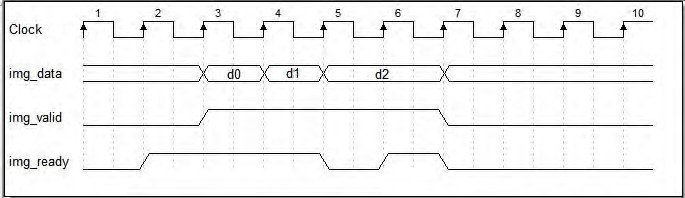 1 2 3 4 5 6 7 8 9 10
Clock
img_data d0 d1 d2
img_valid
img_ready